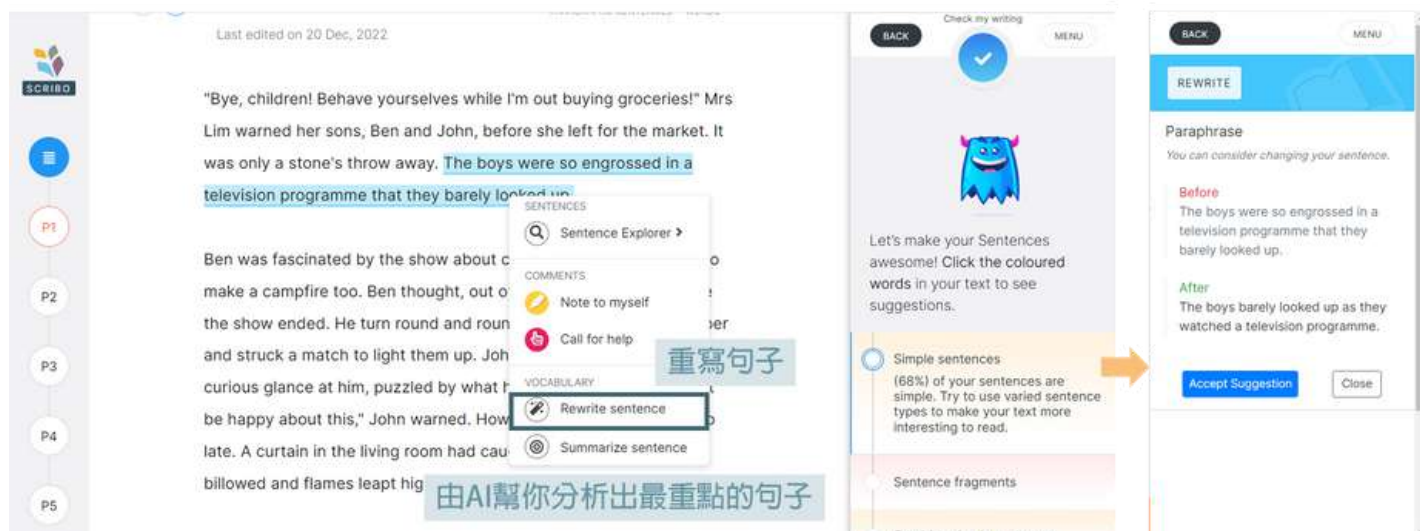 SCRIBO
P1
P2
P3
P4
P5
Last edited on 20 Dec, 2022
"Bye, children! Behave yourselves while I'm out buying groceries!" Mrs
Lim warned her sons, Ben and John, before she left for the market. It
was only a stone's throw away. The boys were so engrossed in a
television programme that they barely looked up.
Ben was fascinated by the show about
make a campfire too. Ben thought, out
the show ended. He turn round and
and struck a match to light them up.
curious glance at him, puzzled by what
be happy about this," John warned.
late. A curtain in the living room had
billowed and flames leapt
SENTENCES
Sentence Explorer >
COMMENTS
Note to myself
Call for help
VOCABULARY
Rewrite sentence
Summarize sentence
重寫句子
由AI幫你分析出最重點的句子
Check my writing
BACK
MENU
Let's make your Sentences
awesome! Click the coloured
words in your text to see
suggestions.
Simple sentences
(68%) of your sentences are
simple. Try to use varied sentence
types to make your text more
interesting to read.
Sentence fragments
BACK
MENU
REWRITE
Paraphrase
You can consider changing your sentence.
Before
The boys were so engrossed in a
television programme that they
barely looked up.
After
The boys barely looked up as they
watched a television programme.
Accept Suggestion
Close